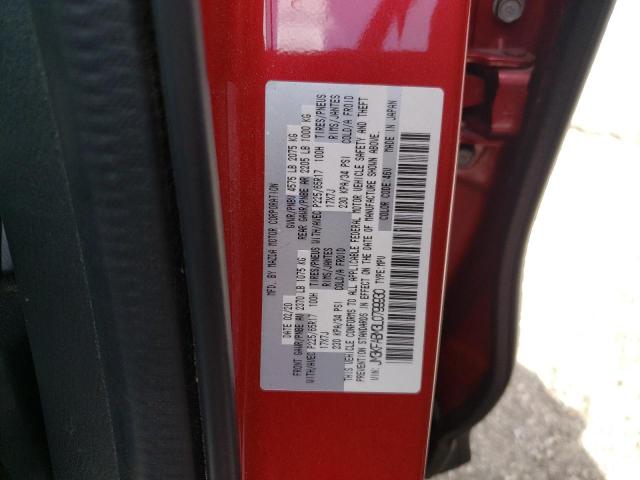 MFD. BY MAZDA MOTOR CORPORATION
DATE 02/20 GVWR/PNBV 4575 LB 2075 KG
FRONT GAWR/PNBE AV 2370 LB 1075 KG REAR GAWR/PNBE AR 2205 LB 1000 KG
WITH/AVEC P225/65R17 100H TIRES/PNEUS WITH/AVEC P225/65R17 100H TIRES/PNEUS
17X7J RIMS/JANTES 17X7J RIMS/JANTES
230 KPA/34 PSI COLD/A FROID 230 KPA/34 PSI COLD/A FROID
THIS VEHICLE CONFORMS TO ALL APPLICABLE FEDERAL MOTOR VEHICLE SAFETY AND THEFT
PREVENTION STANDARDS IN EFFECT ON THE DATE OF MANUFACTURE SHOWN ABOVE.
VIN: JM3KFABM3L0799930 TYPE:MPV COLOR CODE:46V MADE IN JAPAN